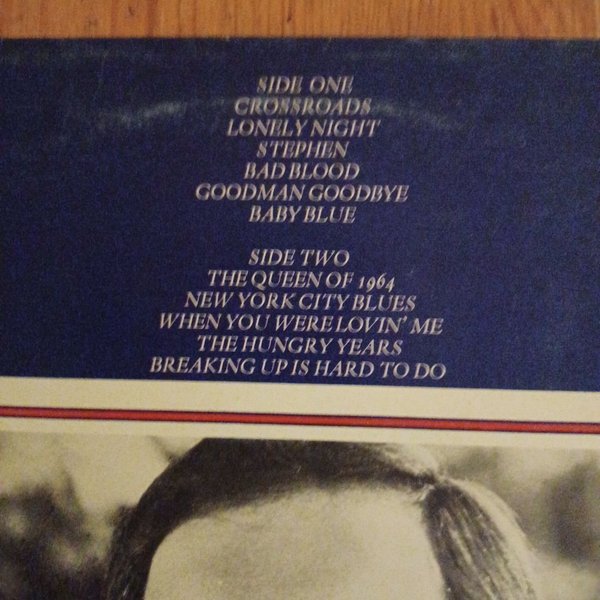 SIDE ONE
CROSSROADS
LONELY NIGHT
STEPHEN
BAD BLOOD
GOODMAN GOODBYE
BABY BLUE
SIDE TWO
THE QUEEN OF 1964
NEW YORK CITY BLUES
WHEN YOU WERE LOVIN' ME
THE HUNGRY YEARS
BREAKING UP IS HARD TO DO